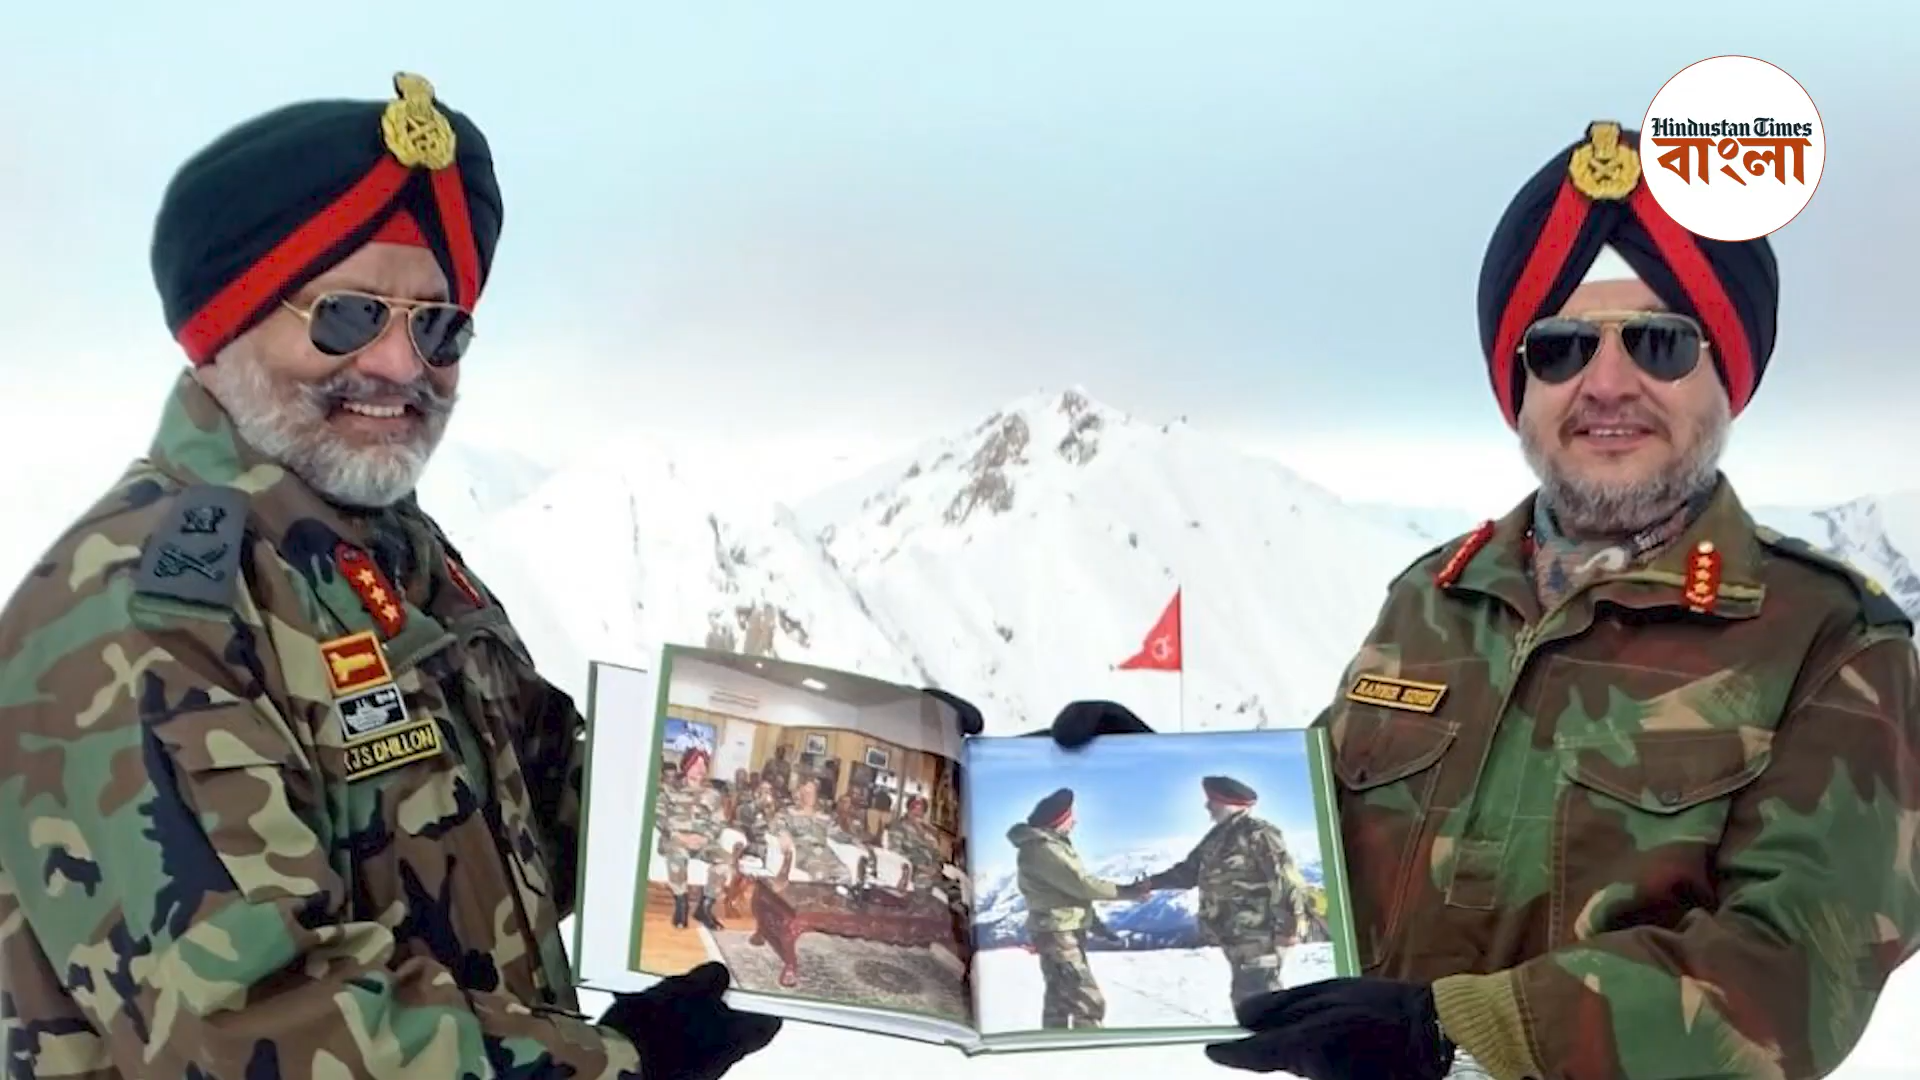 Hindustan Times
বাংলা
KJS DHILLON
RANBIR SINGH